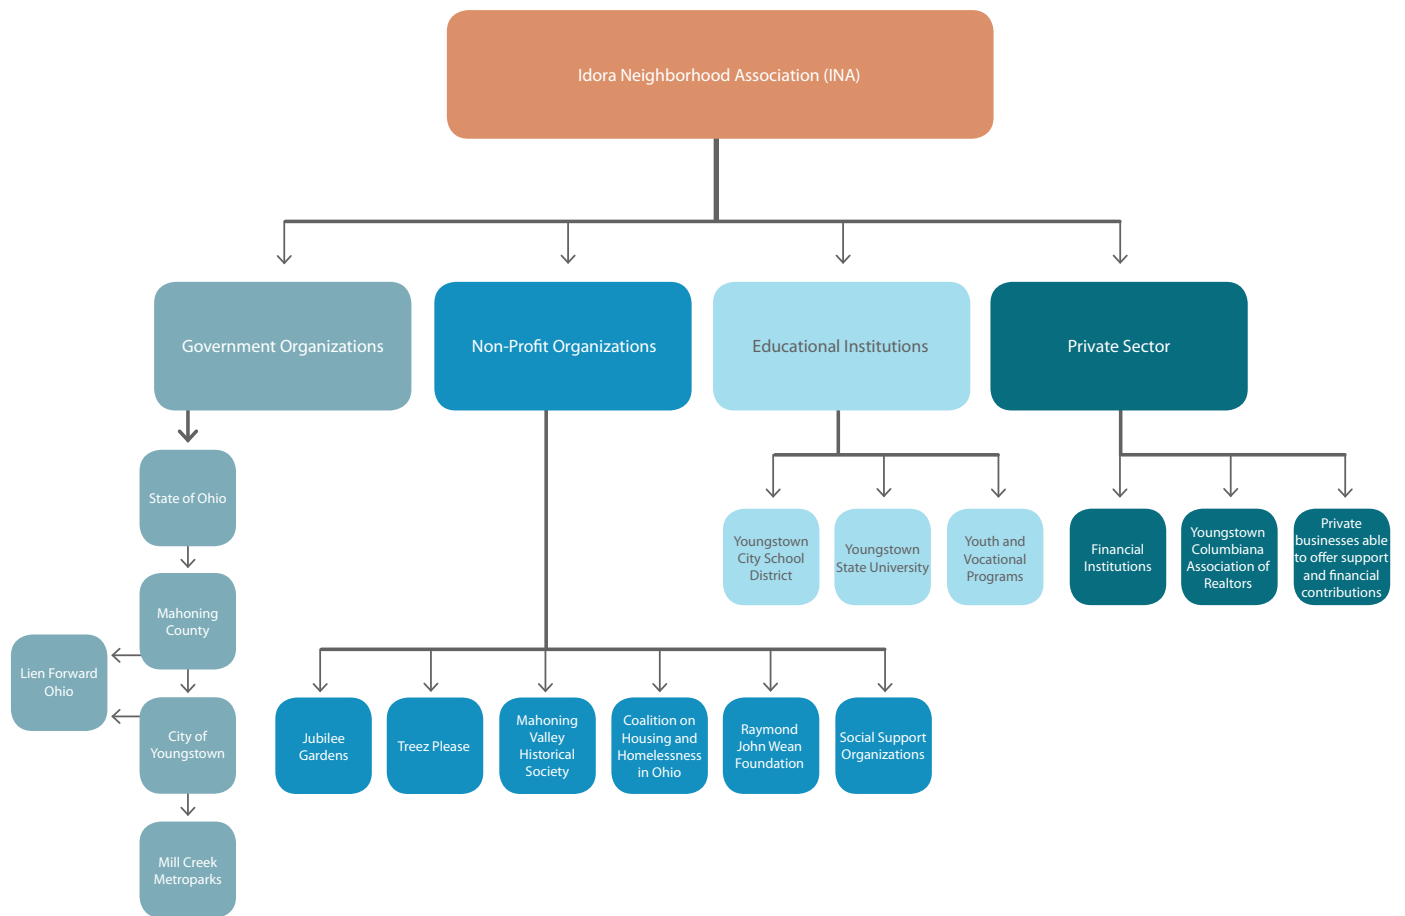 Idora Neighborhood Association (INA)
Government Organizations
Non-Profit Organizations
Educational Institutions
Private Sector
State of Ohio
Mahoning
County
Lien Forward
Ohio
City of
Youngstown
Mill Creek
Metroparks
Jubilee
Gardens
Treez Please
Mahoning
Valley
Historical
Society
Coalition on
Housing and
Homelessness
in Ohio
Raymond
John Wean
Foundation
Social Support
Organizations
Youngstown
City School
District
Youngstown
State University
Youth and
Vocational
Programs
Financial
Institutions
Youngstown
Columbiana
Association of
Realtors
Private
businesses able
to offer support
and financial
contributions